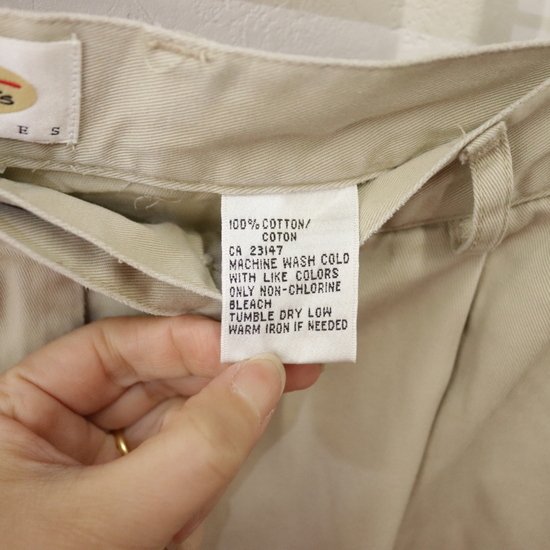 E S
100% COTTON/
COTON
CA 23147
MACHINE WASH COLD
WITH LIKE COLORS
ONLY NON-CHLORINE
BLEACH
TUMBLE DRY LOW
WARM IRON IF NEEDED